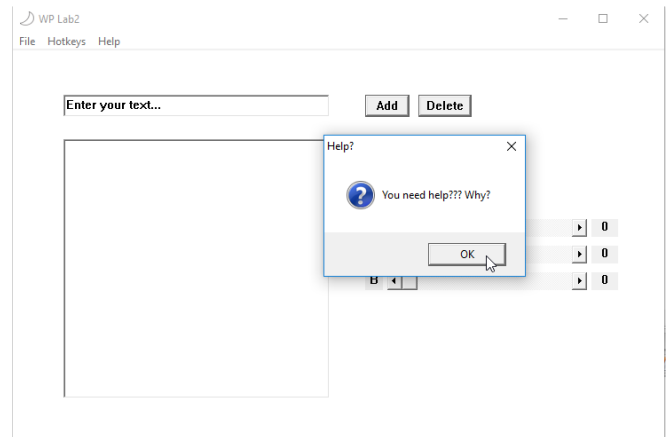 WP Lab2
File Hotkeys Help
Enter your text...
Add Delete
Help?
You need help??? Why?
OK
0
0
B 0